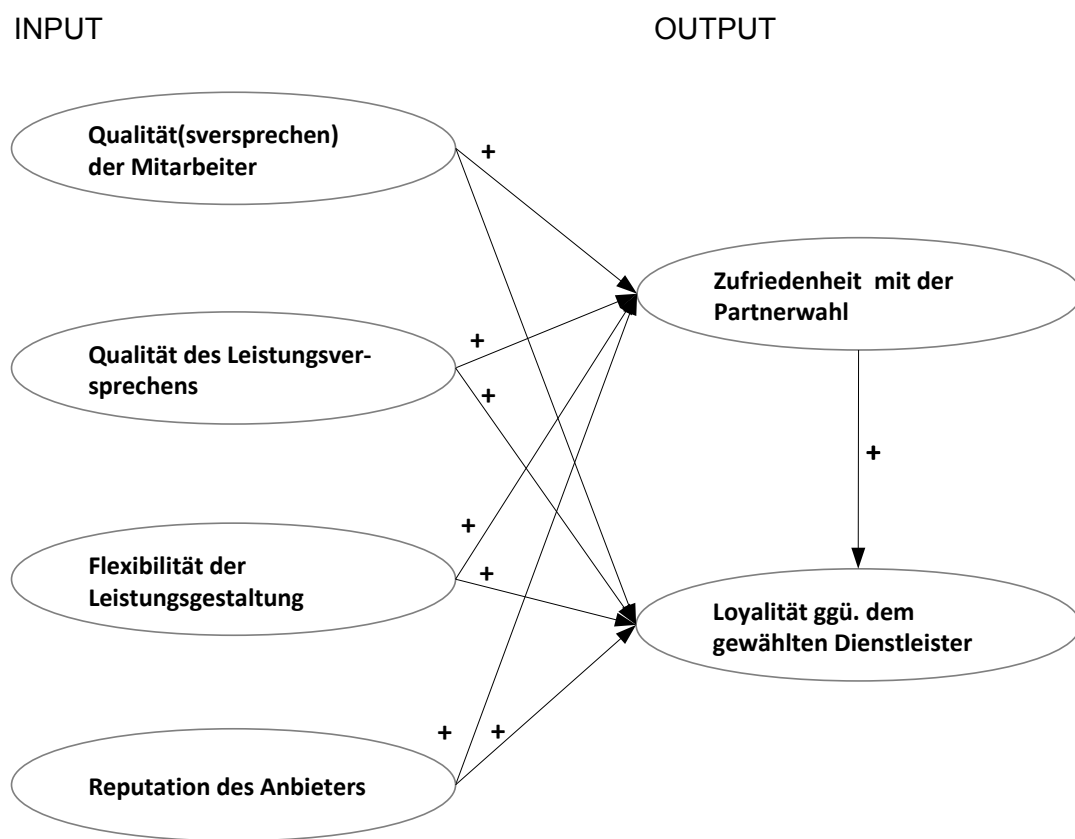 INPUT
OUTPUT
Qualität(sversprechen)
der Mitarbeiter
+
Zufriedenheit mit der
Partnerwahl
Qualität des Leistungsver-
sprechens
+
+
+
Flexibilität der
Leistungsgestaltung
+
+
Loyalität ggü. dem
gewählten Dienstleister
Reputation des Anbieters
+
+